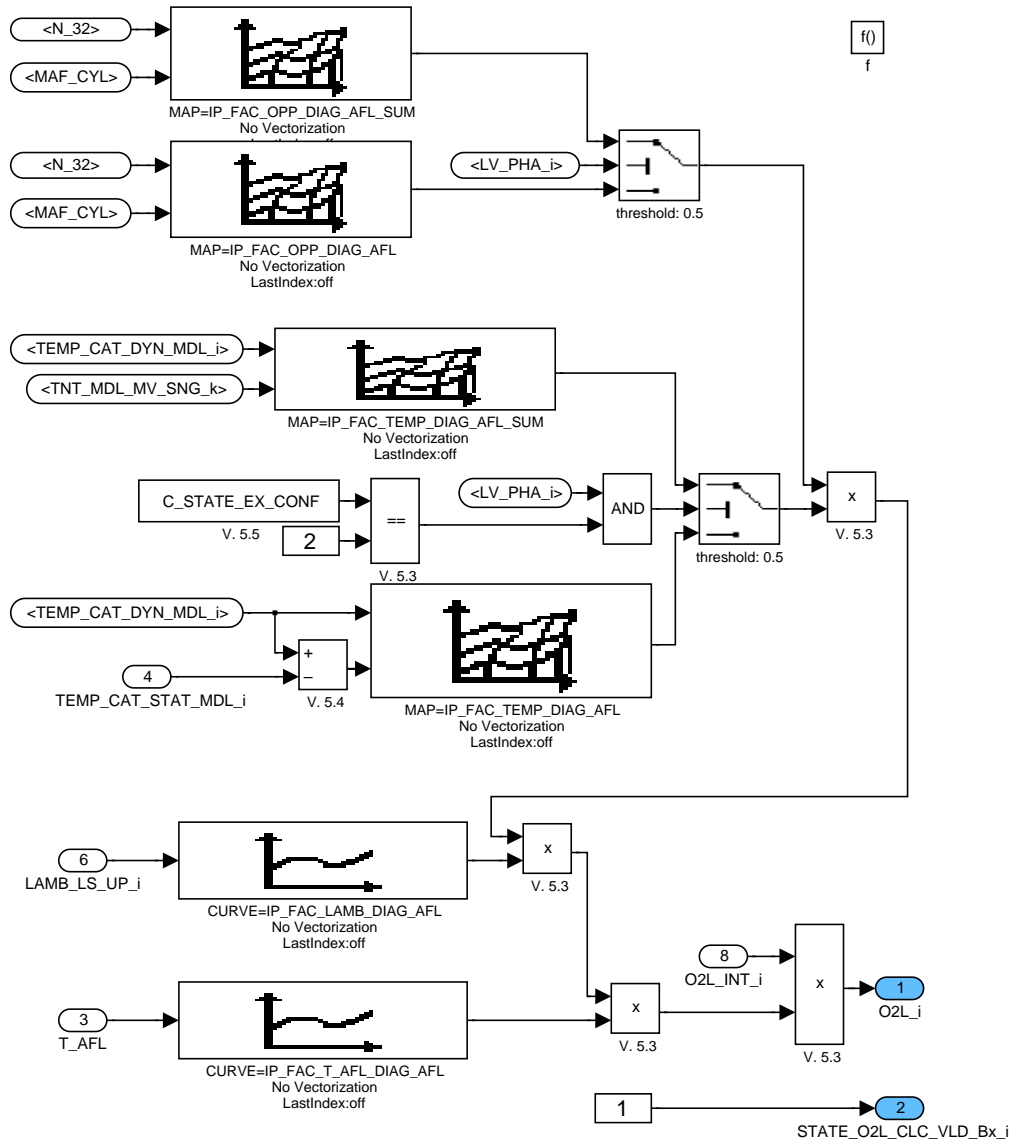 <N_32>
<MAF_CYL>
MAP=IP_FAC_OPP_DIAG_AFL_SUM
No Vectorization
f()
f
<N_32>
<MAF_CYL>
MAP=IP_FAC_OPP_DIAG_AFL
No Vectorization
LastIndex:off
<LV_PHA_i>
threshold: 0.5
<TEMP_CAT_DYN_MDL_i>
<TNT_MDL_MV_SNG_k>
MAP=IP_FAC_TEMP_DIAG_AFL_SUM
No Vectorization
LastIndex:off
C_STATE_EX_CONF
V. 5.5
2
==
V. 5.3
<LV_PHA_i>
AND
threshold: 0.5
x
V. 5.3
<TEMP_CAT_DYN_MDL_i>
4
TEMP_CAT_STAT_MDL_i
+
–
V. 5.4
MAP=IP_FAC_TEMP_DIAG_AFL
No Vectorization
LastIndex:off
6
LAMB_LS_UP_i
CURVE=IP_FAC_LAMB_DIAG_AFL
No Vectorization
LastIndex:off
x
V. 5.3
3
T_AFL
CURVE=IP_FAC_T_AFL_DIAG_AFL
No Vectorization
LastIndex:off
x
V. 5.3
8
O2L_INT_i
x
V. 5.3
1
O2L_i
1
2
STATE_O2L_CLC_VLD_Bx_i